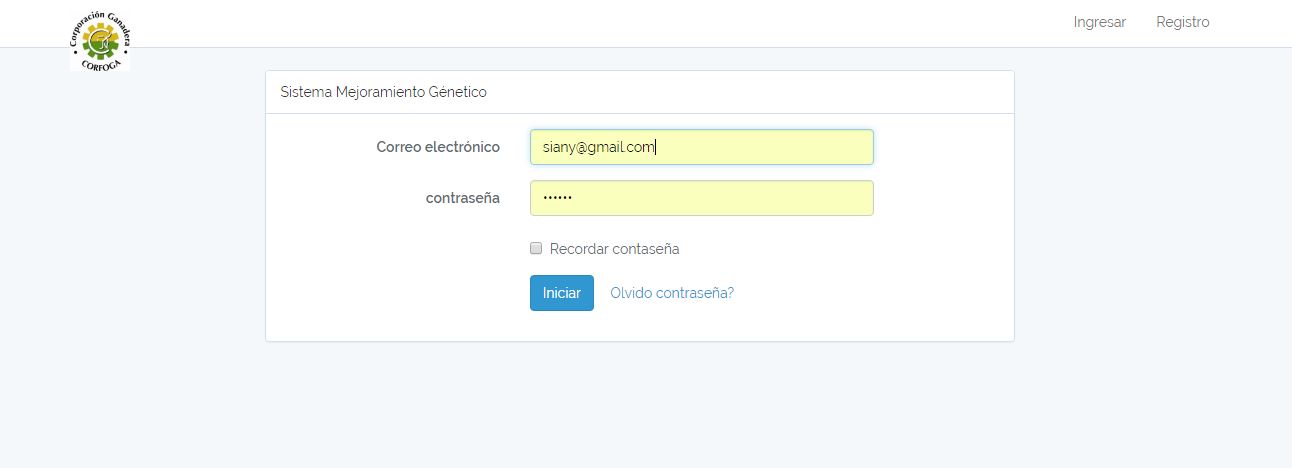 Corporación Ganadera
CORFOGA
Ingresar Registro
Sistema Mejoramiento Génetico
Correo electrónico siany@gmail.com
contraseña ••••••
Recordar contaseña
Iniciar Olvido contraseña?